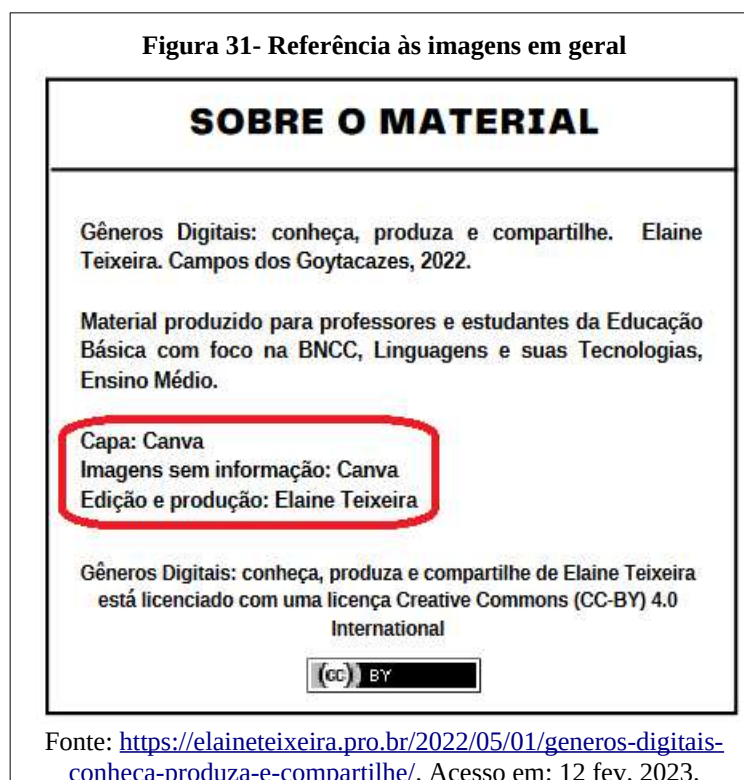 Figura 31- Referência às imagens em geral
SOBRE O MATERIAL
Gêneros Digitais: conheça, produza e compartilhe. Elaine
Teixeira. Campos dos Goytacazes, 2022.
Material produzido para professores e estudantes da Educação
Básica com foco na BNCC, Linguagens e suas Tecnologias,
Ensino Médio.
Capa: Canva
Imagens sem informação: Canva
Edição e produção: Elaine Teixeira
Gêneros Digitais: conheça, produza e compartilhe de Elaine Teixeira
está licenciado com uma licença Creative Commons (CC-BY) 4.0
International
(cc) BY
Fonte: https://elaineteixeira.pro.br/2022/05/01/generos-digitais-
conheca-produza-e-compartilhe/. Acesso em: 12 fev. 2023.